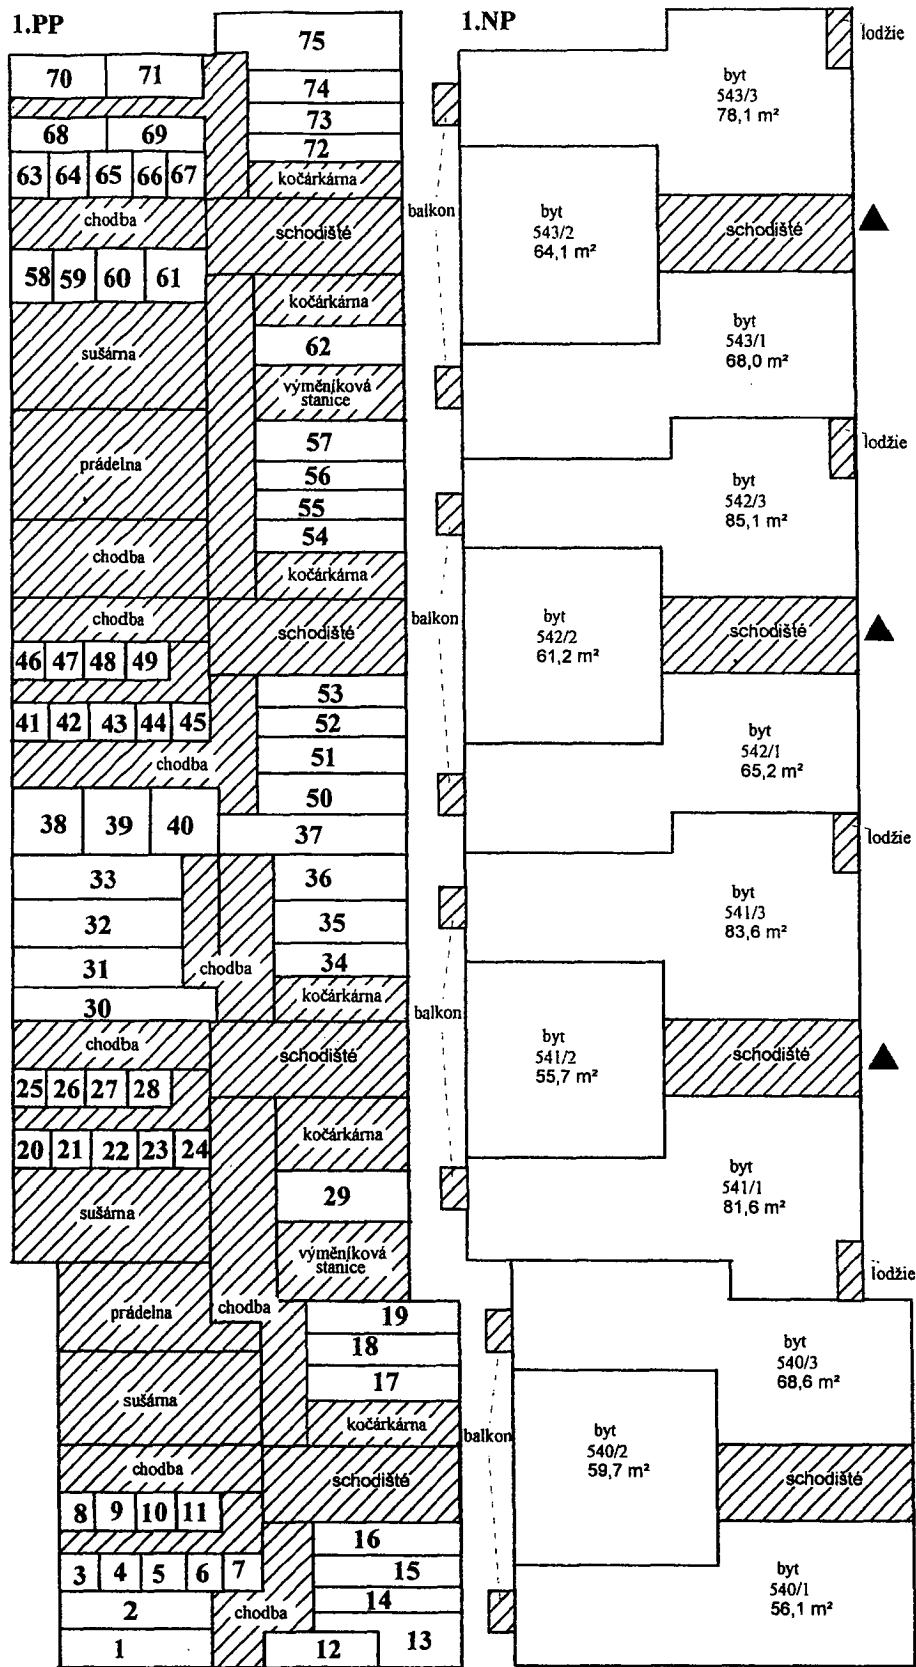 1.PP
75
70 71
74
73
68 69
72
63 64 65 66 67
kočárkárna
chodba
schodiště
58 59 60 61
kočárkárna
62
sušárna
výměníková
stanice
57
prádelna
56
55
54
chodba
kočárkárna
chodba
schodiště
46 47 48 49
53
41 42 43 44 45
52
chodba
51
50
38 39 40
37
33
36
32
35
31
chodba
34
30
kočárkárna
chodba
schodiště
25 26 27 28
kočárkárna
20 21 22 23 24
29
sušárna
výměníková
stanice
prádelna
chodba
19
18
17
sušárna
kočárkárna
chodba
schodiště
8 9 10 11
16
3 4 5 6 7
15
2
chodba
14
1
12
13
1.NP
lodžie
byt
543/3
78,1 m²
balkon
byt
543/2
64,1 m²
schodiště
byt
543/1
68,0 m²
lodžie
byt
542/3
85,1 m²
balkon
byt
542/2
61,2 m²
schodiště
byt
542/1
65,2 m²
lodžie
byt
541/3
83,6 m²
balkon
byt
541/2
55,7 m²
schodiště
byt
541/1
81,6 m²
lodžie
byt
540/3
68,6 m²
balkon
byt
540/2
59,7 m²
schodiště
byt
540/1
56,1 m²